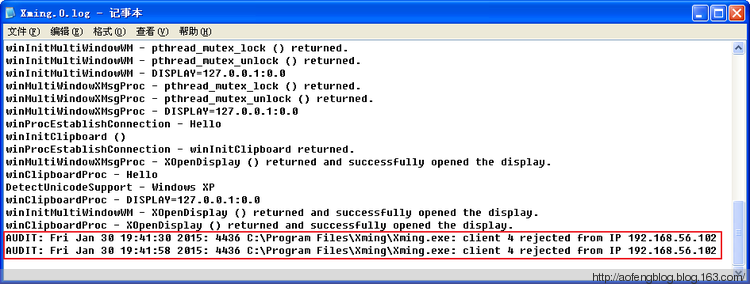 Xming.0.log - 记事本
文件(F) 编辑(E) 格式(O) 查看(V) 帮助(H)
winInitMultiWindowWM - pthread_mutex_lock () returned.
winInitMultiWindowWM - pthread_mutex_unlock () returned.
winInitMultiWindowWM - DISPLAY=127.0.0.1:0.0
winMultiWindowXMsgProc - pthread_mutex_lock () returned.
winMultiWindowXMsgProc - pthread_mutex_unlock () returned.
winMultiWindowXMsgProc - DISPLAY=127.0.0.1:0.0
winProcEstablishConnection - Hello
winInitClipboard ()
winProcEstablishConnection - winInitClipboard returned.
winMultiWindowXMsgProc - XOpenDisplay () returned and successfully opened the display.
winClipboardProc - Hello
DetectUnicodeSupport - Windows XP
winClipboardProc - DISPLAY=127.0.0.1:0.0
winInitMultiWindowWM - XOpenDisplay () returned and successfully opened the display.
winClipboardProc - XOpenDisplay () returned and successfully opened the display.
AUDIT: Fri Jan 30 19:41:30 2015: 4436 C:\Program Files\Xming\Xming.exe: client 4 rejected from IP 192.168.56.102
AUDIT: Fri Jan 30 19:41:58 2015: 4436 C:\Program Files\Xming\Xming.exe: client 4 rejected from IP 192.168.56.102
http://aofengblog.blog.163.com/